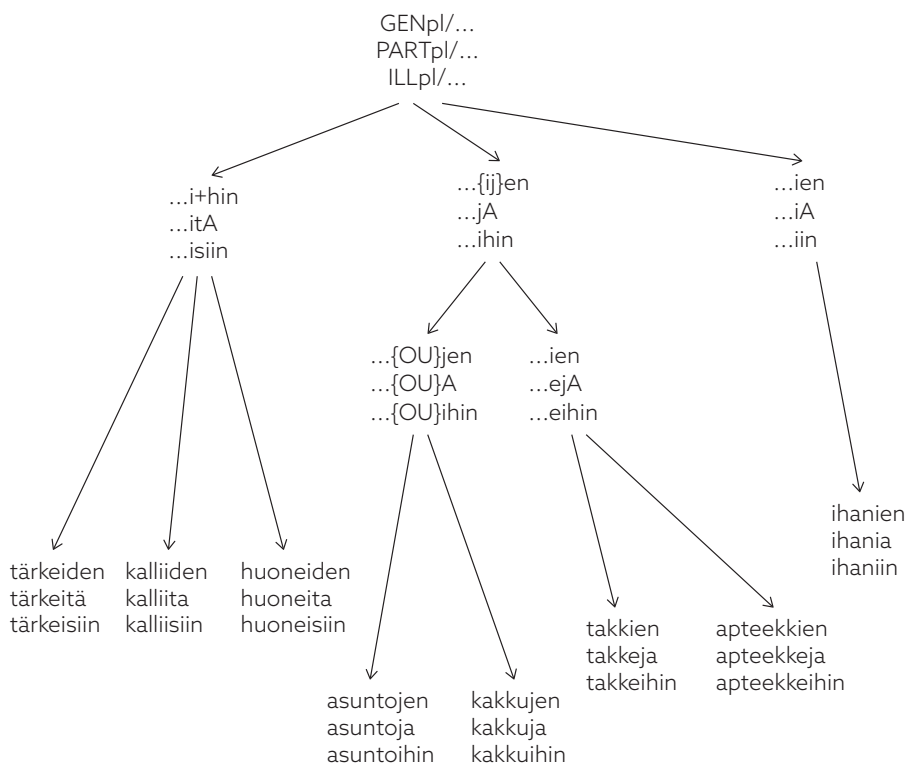 GENpl/...
PARTpl/...
ILLpl/...
...i+hin
...itA
...isiin
...{ij}en
...jA
...ihin
...ien
...iA
...iin
...{OU}jen
...{OU}A
...{OU}ihin
...ien
...ejA
...eihin
tärkeiden
tärkeitä
tärkeisiin
kalliiden
kalliita
kalliisiin
huoneiden
huoneita
huoneisiin
asuntojen
asuntoja
asuntoihin
kakkujen
kakkuja
kakkuihin
takkien
takkeja
takkeihin
apteekkien
apteekkeja
apteekkeihin
ihanien
ihania
ihaniin